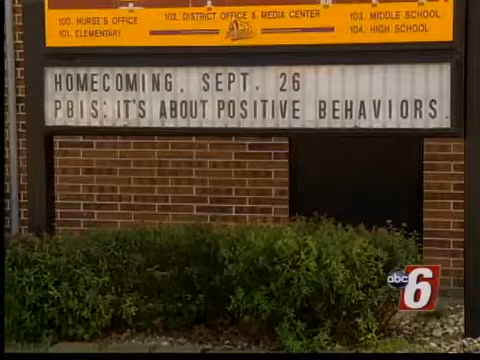 100. NURSE'S OFFICE 102. DISTRICT OFFICE & MEDIA CENTER 103. MIDDLE SCHOOL
101. ELEMENTARY 104. HIGH SCHOOL
HOMECOMING, SEPT. 26
PBIS: IT'S ABOUT POSITIVE BEHAVIORS.
abc 6